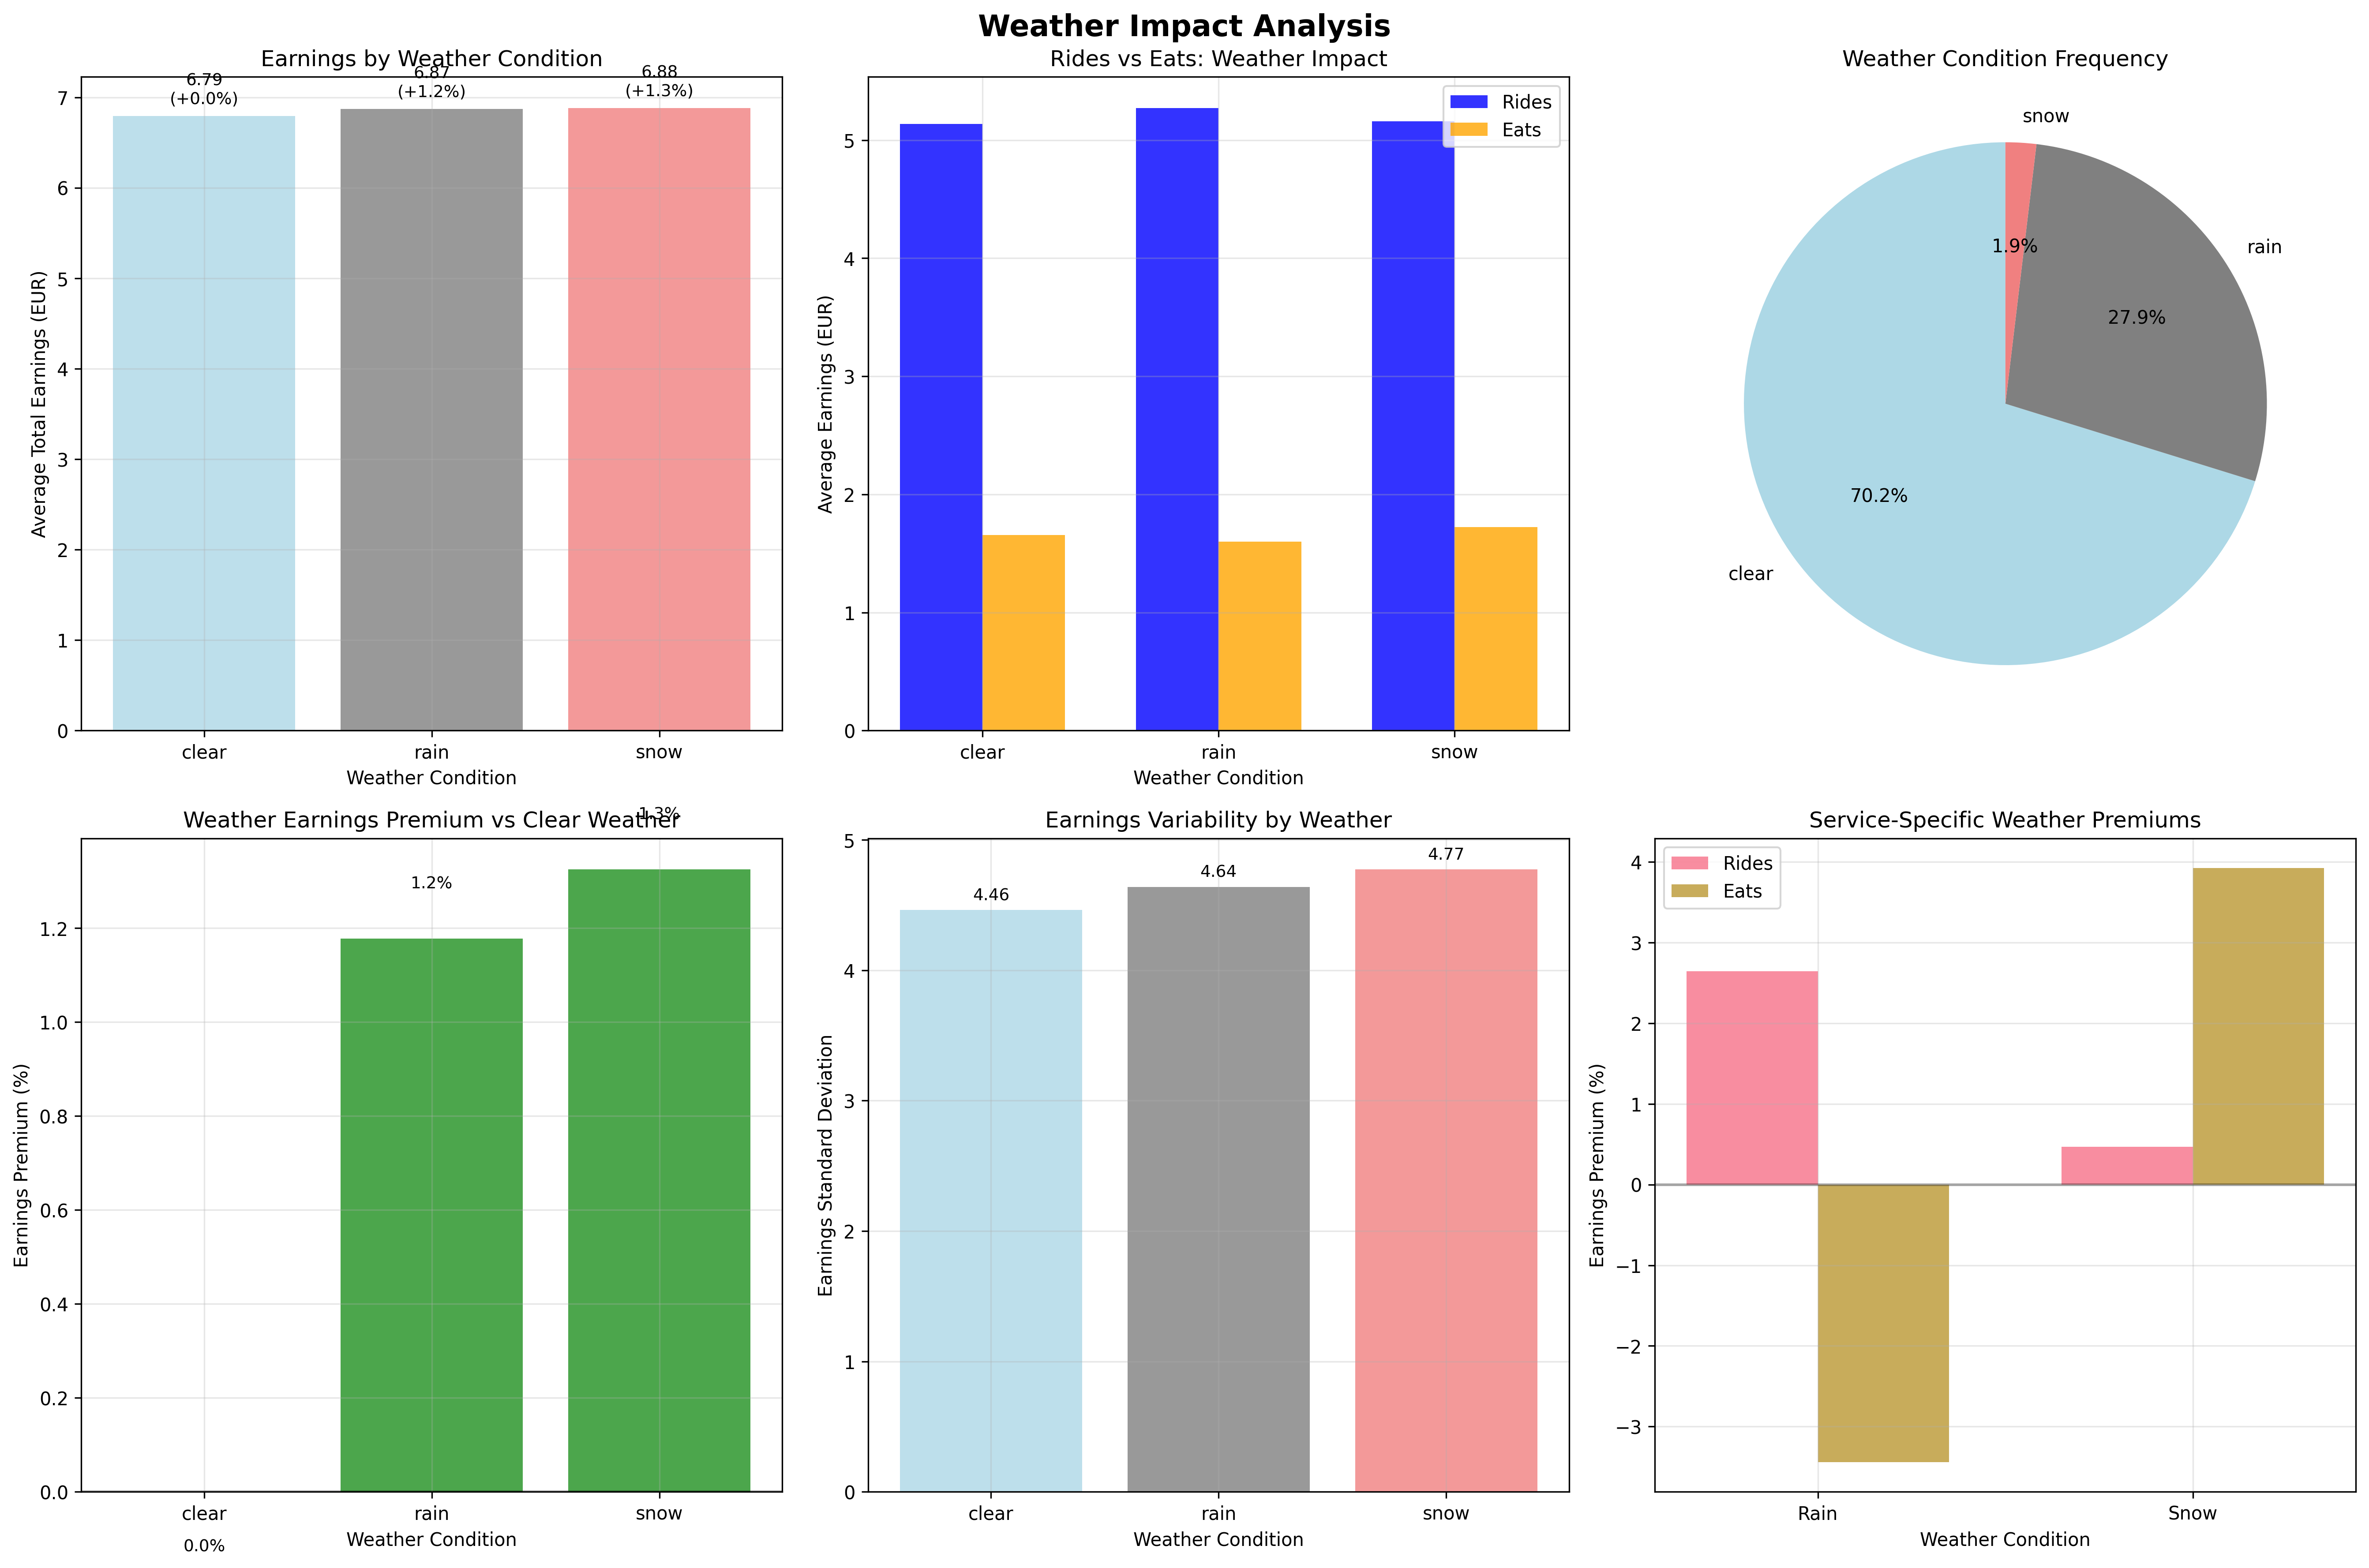 Weather Impact Analysis
Earnings by Weather Condition
6.79
(+0.0%)
6.87
(+1.2%)
6.88
(+1.3%)
7
6
5
4
3
2
1
0
Average Total Earnings (EUR)
clear
rain
snow
Weather Condition
Rides vs Eats: Weather Impact
Rides
Eats
5
4
3
2
1
0
Average Earnings (EUR)
clear
rain
snow
Weather Condition
Weather Condition Frequency
snow
1.9%
rain
27.9%
70.2%
clear
Weather Earnings Premium vs Clear Weather
1.3%
1.2%
1.2
1.0
0.8
0.6
0.4
0.2
0.0
Earnings Premium (%)
clear
rain
snow
0.0%
Weather Condition
Earnings Variability by Weather
4.46
4.64
4.77
5
4
3
2
1
0
Earnings Standard Deviation
clear
rain
snow
Weather Condition
Service-Specific Weather Premiums
Rides
Eats
4
3
2
1
0
−1
−2
−3
Earnings Premium (%)
Rain
Snow
Weather Condition